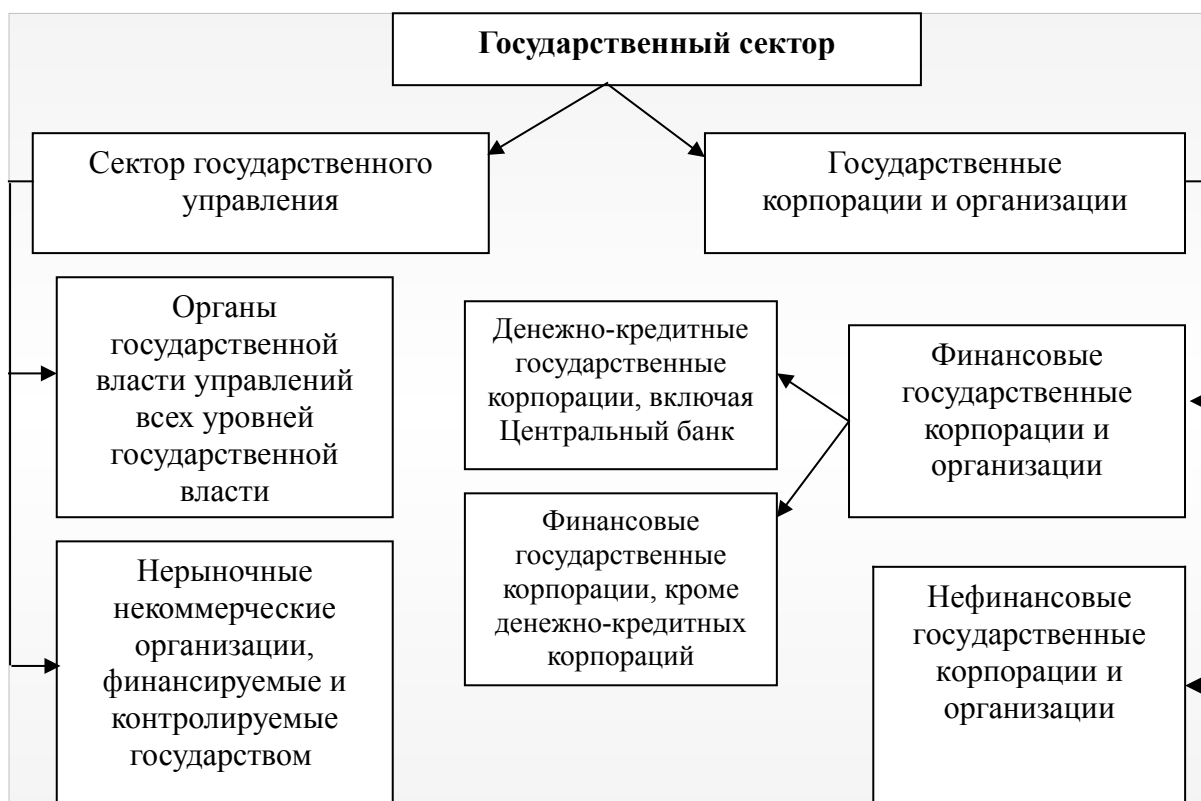 Государственный сектор
Сектор государственного
управления
Государственные
корпорации и организации
Органы
государственной
власти управлений
всех уровней
государственной
власти
Денежно-кредитные
государственные
корпорации, включая
Центральный банк
Финансовые
государственные
корпорации и
организации
Нерыночные
некоммерческие
организации,
финансируемые и
контролируемые
государством
Финансовые
государственные
корпорации, кроме
денежно-кредитных
корпораций
Нефинансовые
государственные
корпорации и
организации